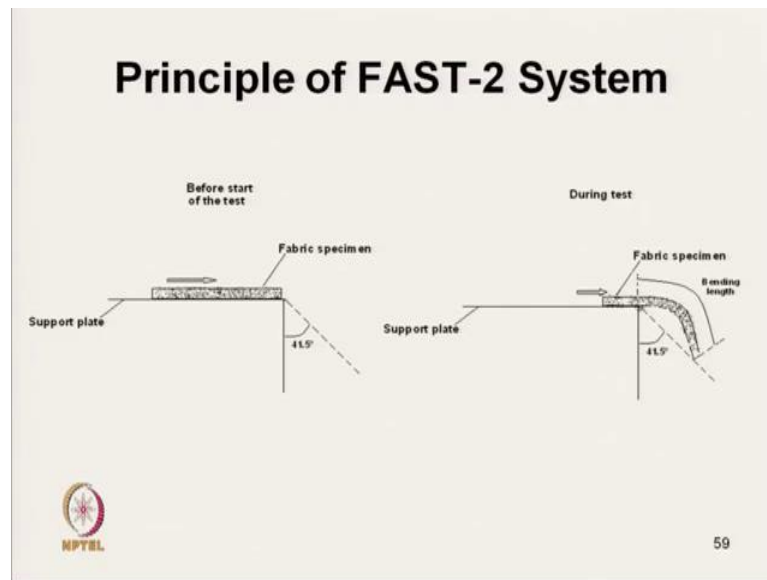 Principle of FAST-2 System
Before start
of the test
Fabric specimen
Support plate
41.5°
During test
Fabric specimen
Bending
length
Support plate
41.5°
NPTEL
59